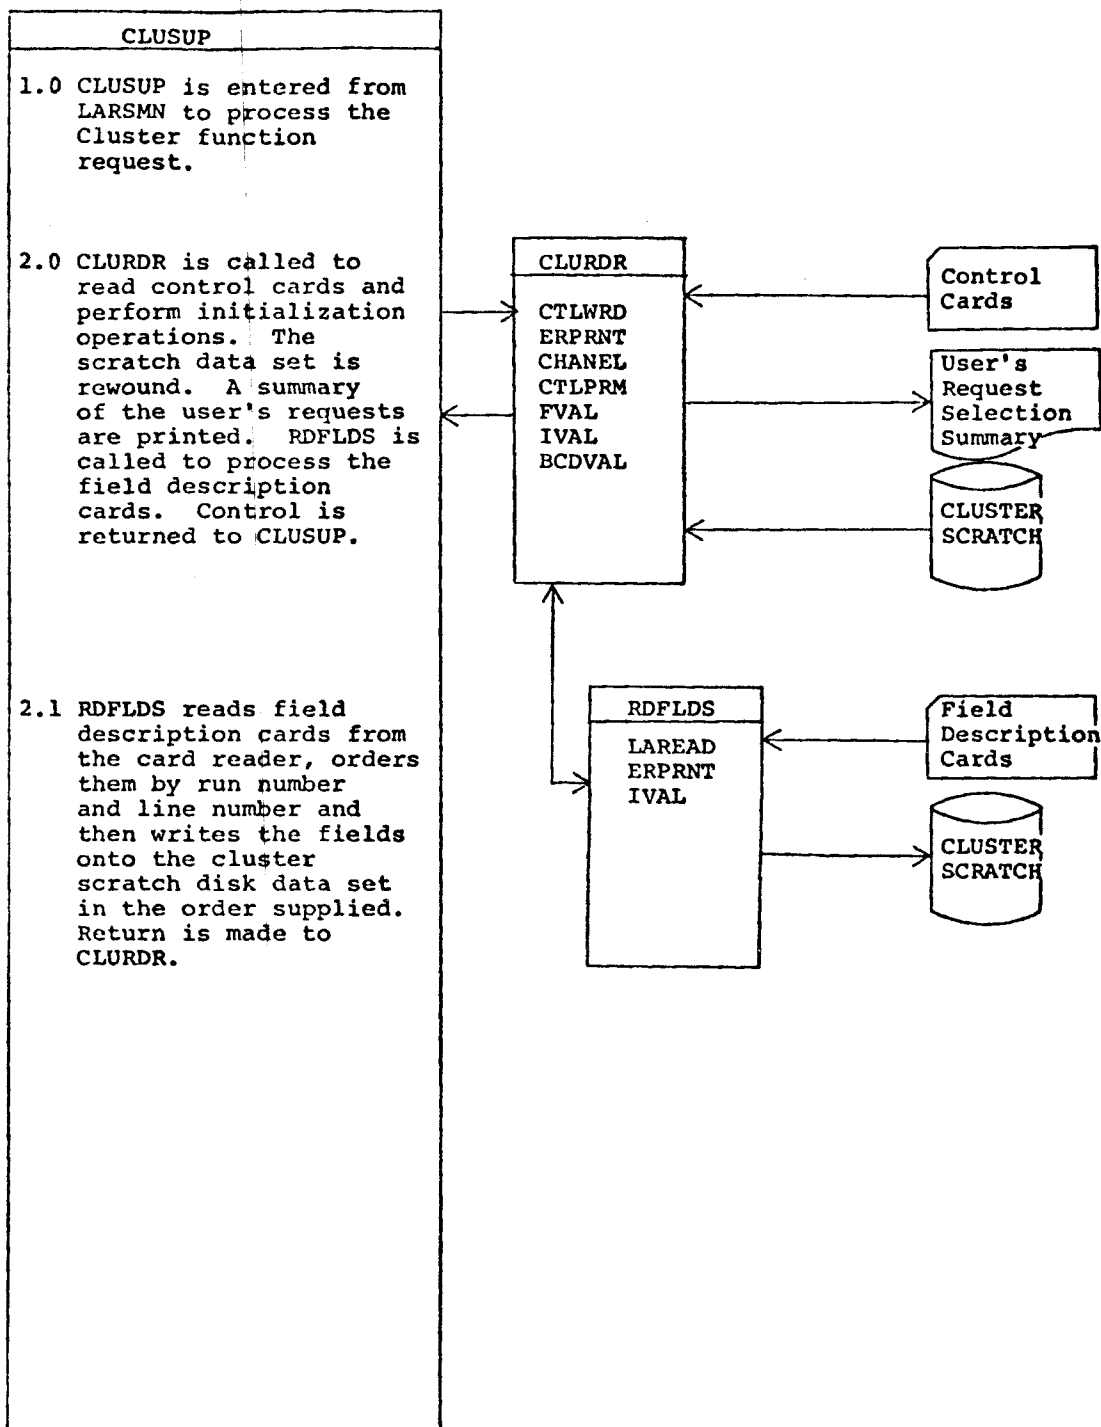 CLUSUP
1.0 CLUSUP is entered from
LARSMN to process the
Cluster function
request.
2.0 CLURDR is called to
read control cards and
perform initialization
operations. The
scratch data set is
rewound. A summary
of the user's requests
are printed. RDFLDS is
called to process the
field description
cards. Control is
returned to CLUSUP.
2.1 RDFLDS reads field
description cards from
the card reader, orders
them by run number
and line number and
then writes the fields
onto the cluster
scratch disk data set
in the order supplied.
Return is made to
CLURDR.
CLURDR
CTLWRD
ERPRNT
CHANEL
CTLPRM
FVAL
IVAL
BCDVAL
Control
Cards
User's
Request
Selection
Summary
CLUSTER
SCRATCH
RDFLDS
LAREAD
ERPRNT
IVAL
Field
Description
Cards
CLUSTER
SCRATCH